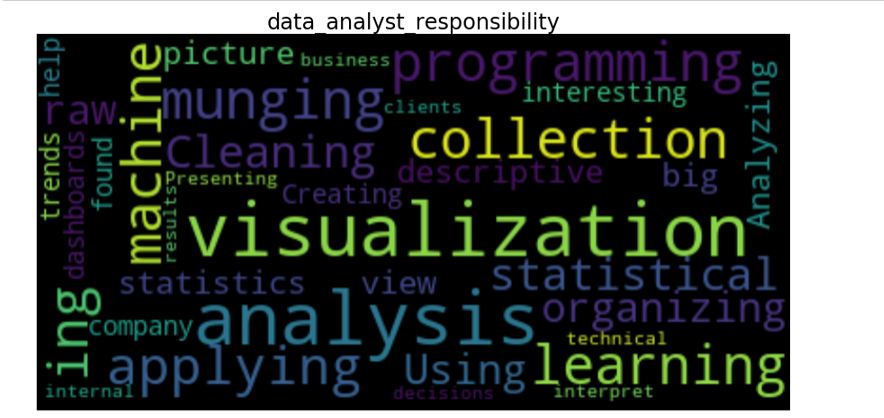 data_analyst_responsibility
help
picture
business
programming
interesting
raw
machine
munging
clients
collection
Analyzing
trends
dashboards
found
Cleaning
descriptive
big
Presenting
Creating
results
visualization
statistics
view
statistical
ing
company
analysis
organizing
technical
applying
Using
learning
internal
decisions
interpret